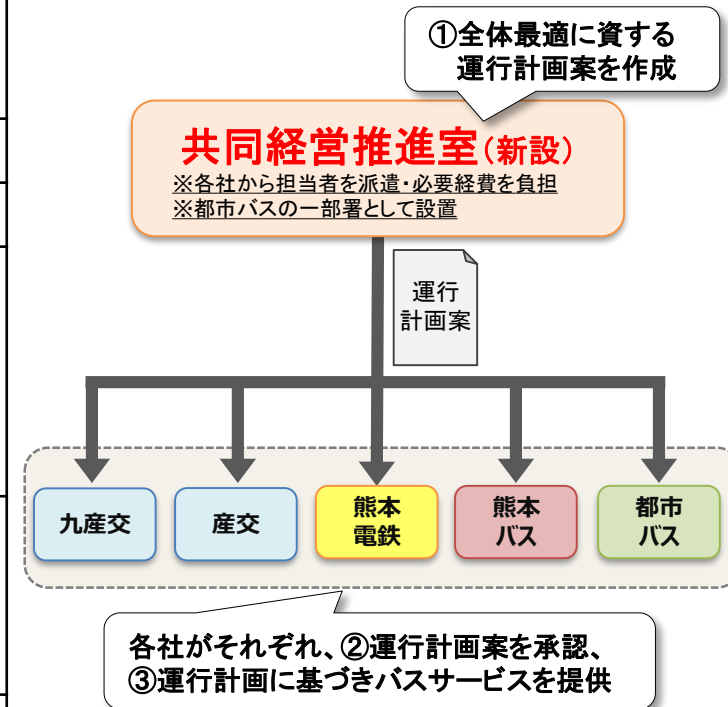 ①全体最適に資する
運行計画案を作成
共同経営推進室(新設)
※各社から担当者を派遣・必要経費を負担
※都市バスの一部署として設置
運行
計画案
九産交
産交
熊本
電鉄
熊本
バス
都市
バス
各社がそれぞれ、②運行計画案を承認、
③運行計画に基づきバスサービスを提供